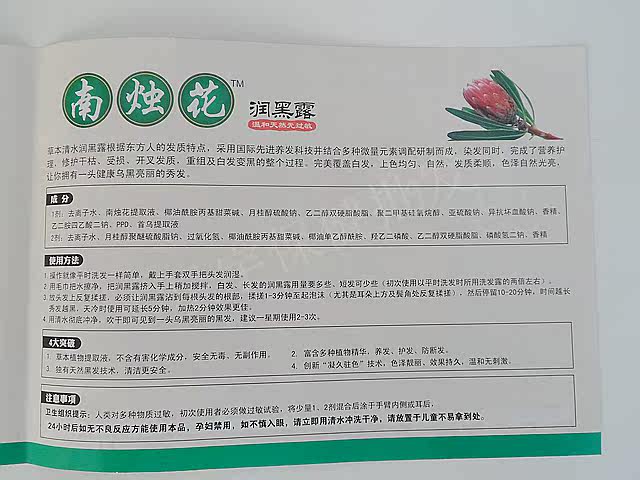 南烛花TM
润黑露
温和天然无过敏
草本清水润黑露根据东方人的发质特点，采用国际先进养发科技并结合多种微量元素调配研制而成，染发同时，完成了营养护
理，修护干枯、受损、开叉发质，重组及白发变黑的整个过程。完美覆盖白发，上色均匀、自然，发质柔顺，色泽自然光亮，
让你拥有一头健康乌黑亮丽的秀发。
成 分
1剂：去离子水、南烛花提取液、椰油酰胺丙基甜菜碱、月桂醇硫酸钠、乙二醇双硬脂酸脂、聚二甲基硅氧烷醇、亚硫酸钠、异抗坏血酸钠、香精、
乙二胺四乙酸二钠、PPD、首乌提取液
2剂：去离子水、月桂醇聚醚硫酸脂钠、过氧化氢、椰油酰胺丙基甜菜碱、椰油单乙醇酰胺、羟乙二磷酸、乙二醇双硬脂酸脂、磷酸氢二钠、香精
使用方法
1. 操作就像平时洗发一样简单，戴上手套双手把头发润湿。
2. 用毛巾把水擦净，把润黑露挤入手上稍加搅拌，白发、长发的润黑露用量要多些，短发可少些（初次使用以平时洗发时所用洗发露的两倍左右）。
3. 放头发上反复揉搓，必须让润黑露沾到每根头发的根部，揉搓1-3分钟至起泡沫（尤其是耳朵上方及鬓角处反复揉搓），然后停留10-20分钟，时间越长
秀发越黑，天冷时使用可延长5分钟，加热2分钟效果更佳。
4. 用清水彻底冲净，吹干即可见到一头乌黑亮丽的黑发，建议一星期使用2-3次。
4大突破
1. 草本植物提取液，不含有害化学成分，安全无毒、无副作用。
2. 富含多种植物精华，养发、护发、防断发。
3. 独有天然黑发技术，清洁更安全。
4. 创新“凝久驻色”技术，色泽靓丽、效果持久，温和无刺激。
注意事项
卫生组织提示：人类对多种物质过敏，初次使用者必须做过敏试验，将少量1、2剂混合后涂于手臂内侧或耳后，
24小时后如无不良反应方能使用本品，孕妇禁用，如不慎入眼，请立即用清水冲洗干净，请放置于儿童不易拿到处。